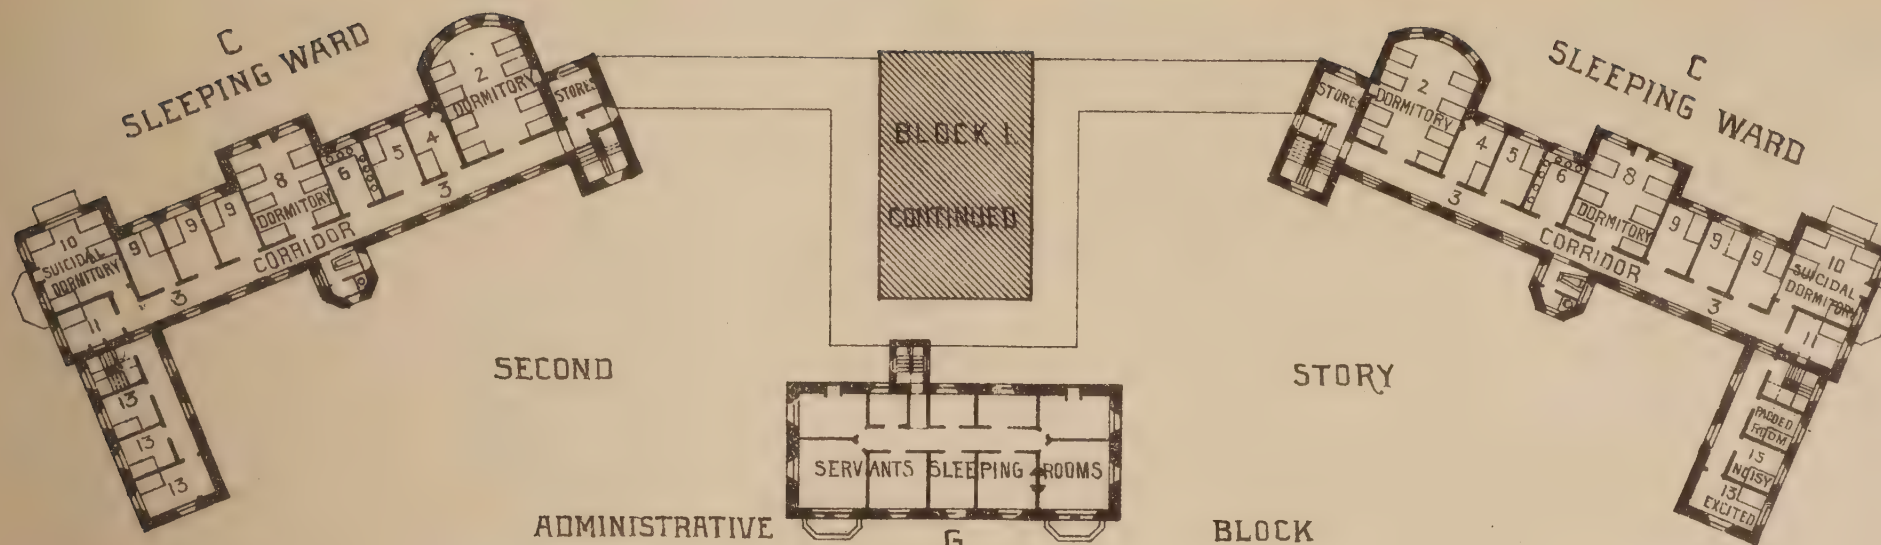 C
SLEEPING WARD
2
DORMITORY
STORES
4
5
6
8
DORMITORY
3
9
9
9
CORRIDOR
10
SUICIDAL
DORMITORY
3
11
13
13
13
BLOCK I.
CONTINUED
C
SLEEPING WARD
STORES
2
DORMITORY
4
5
6
3
8
DORMITORY
CORRIDOR
9
9
9
3
10
SUICIDAL
DORMITORY
11
PADDED
ROOM
13
NOISY
13
EXCITED
SECOND
STORY
SERVANTS SLEEPING ROOMS
ADMINISTRATIVE
G
BLOCK